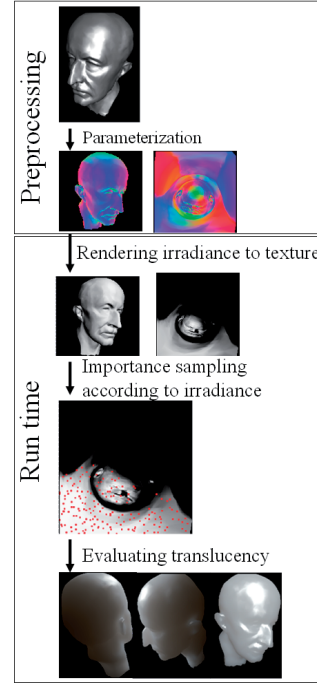 Preprocessing
Parameterization
Run time
Rendering irradiance to texture
Importance sampling
according to irradiance
Evaluating translucency